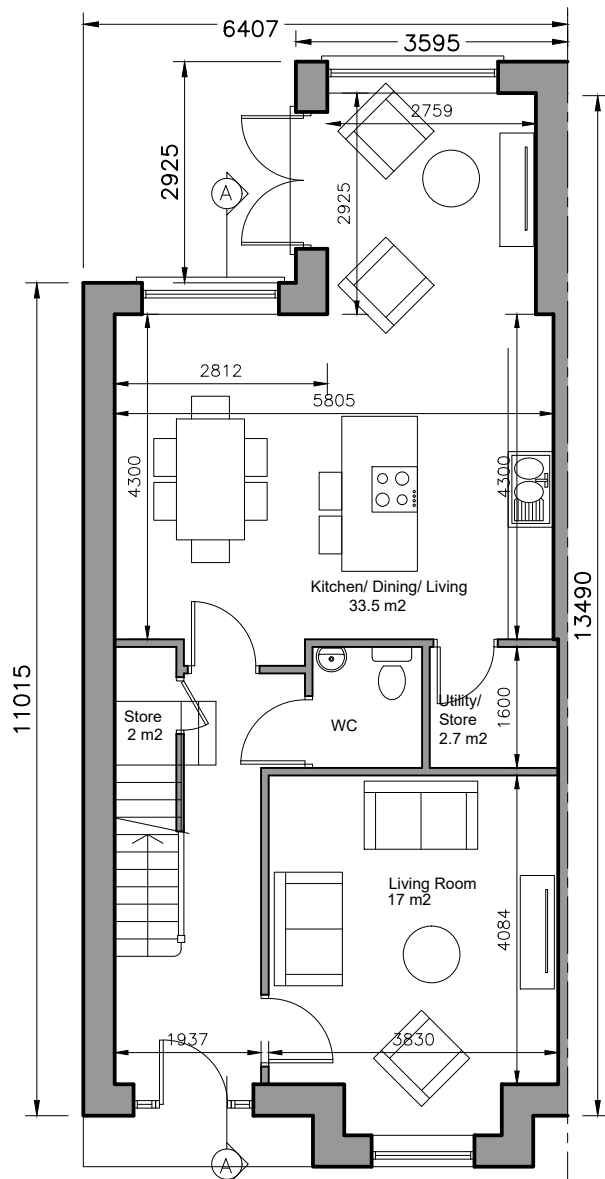 6407
3595
2759
2925
2925
A
2812
5805
4300
4300
Kitchen/ Dining/ Living
33.5 m2
13490
11015
Store
2 m2
WC
Utility/
Store
2.7 m2
1600
Living Room
17 m2
4084
1937
3830
A